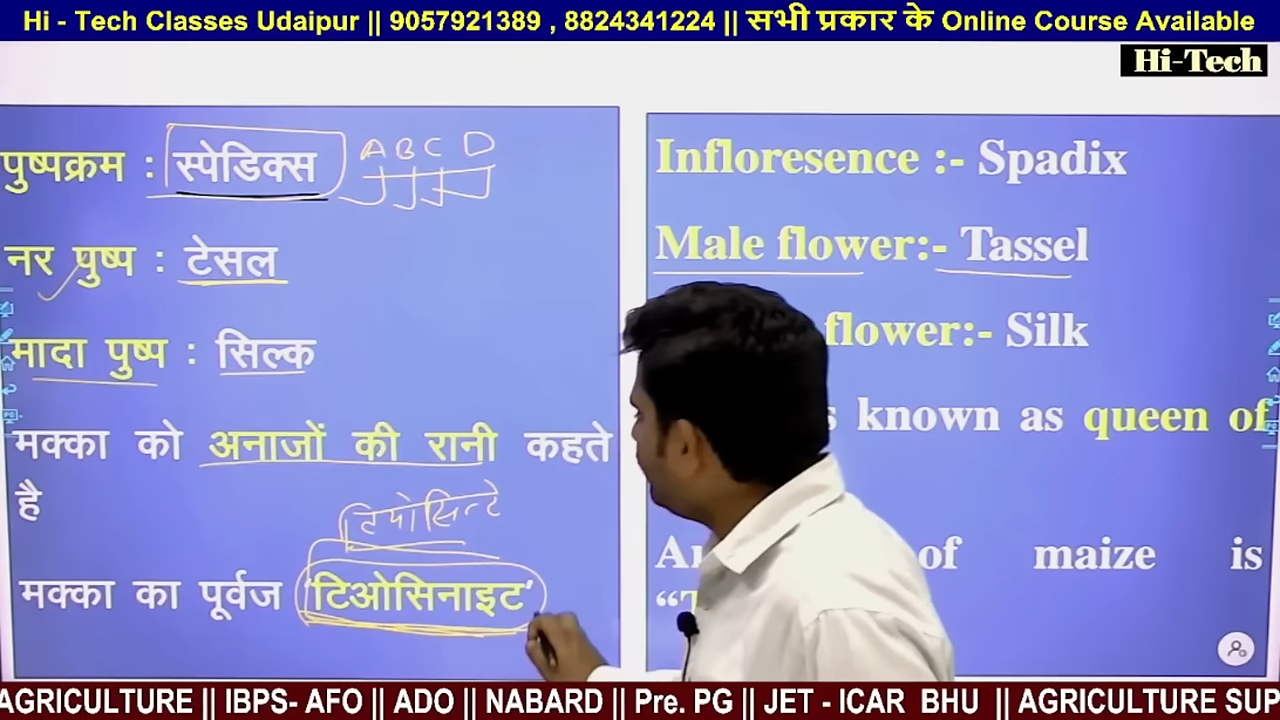 Hi - Tech Classes Udaipur || 9057921389 , 8824341224 || सभी प्रकार के Online Course Available
Hi-Tech
पुष्पक्रम : स्पेडिक्स A B C D
नर पुष्प : टेसल
मादा पुष्प : सिल्क
मक्का को अनाजों की रानी कहते
है
टियोसिन्टे
मक्का का पूर्वज 'टिओसिनाइट'
Infloresence :- Spadix
Male flower:- Tassel
flower:- Silk
known as queen of
of maize is
AGRICULTURE || IBPS- AFO || ADO || NABARD || Pre. PG || JET - ICAR BHU || AGRICULTURE SUP